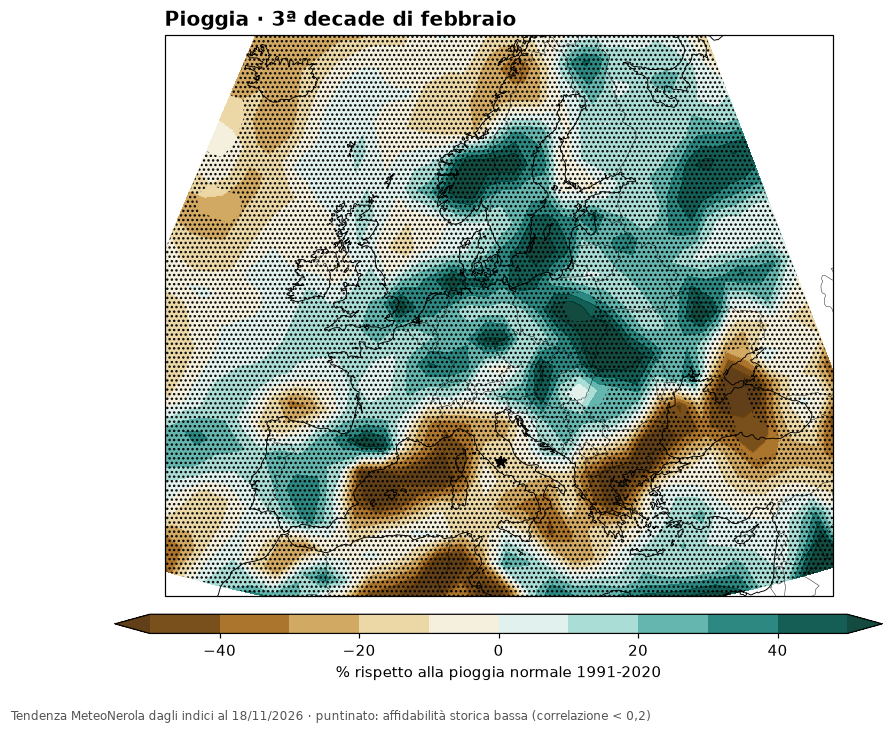 Pioggia · 3ª decade di febbraio
−40 −20 0 20 40
% rispetto alla pioggia normale 1991-2020
Tendenza MeteoNerola dagli indici al 18/11/2026 · puntinato: affidabilità storica bassa (correlazione < 0,2)